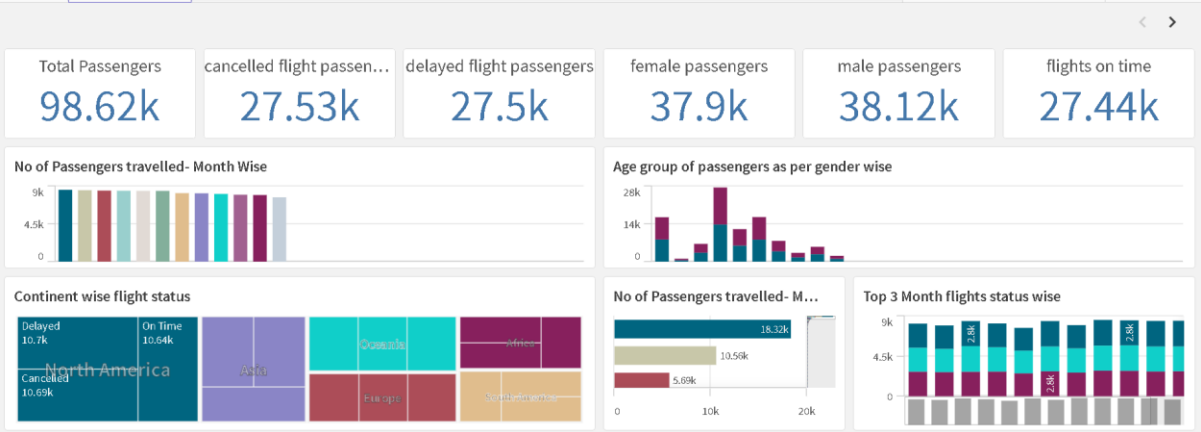 Total Passengers
98.62k
cancelled flight passen...
27.53k
delayed flight passengers
27.5k
female passengers
37.9k
male passengers
38.12k
flights on time
27.44k
No of Passengers travelled- Month Wise
9k
4.5k
0
Age group of passengers as per gender wise
28k
14k
0
Continent wise flight status
Delayed
10.7k
On Time
10.64k
North America
Cancelled
10.69k
Asia
Oceania
Europe
Africa
No of Passengers travelled- M...
18.32k
10.56k
5.69k
0
10k
20k
Top 3 Month flights status wise
9k
4.5k
0
2.8k
2.8k
2.8k